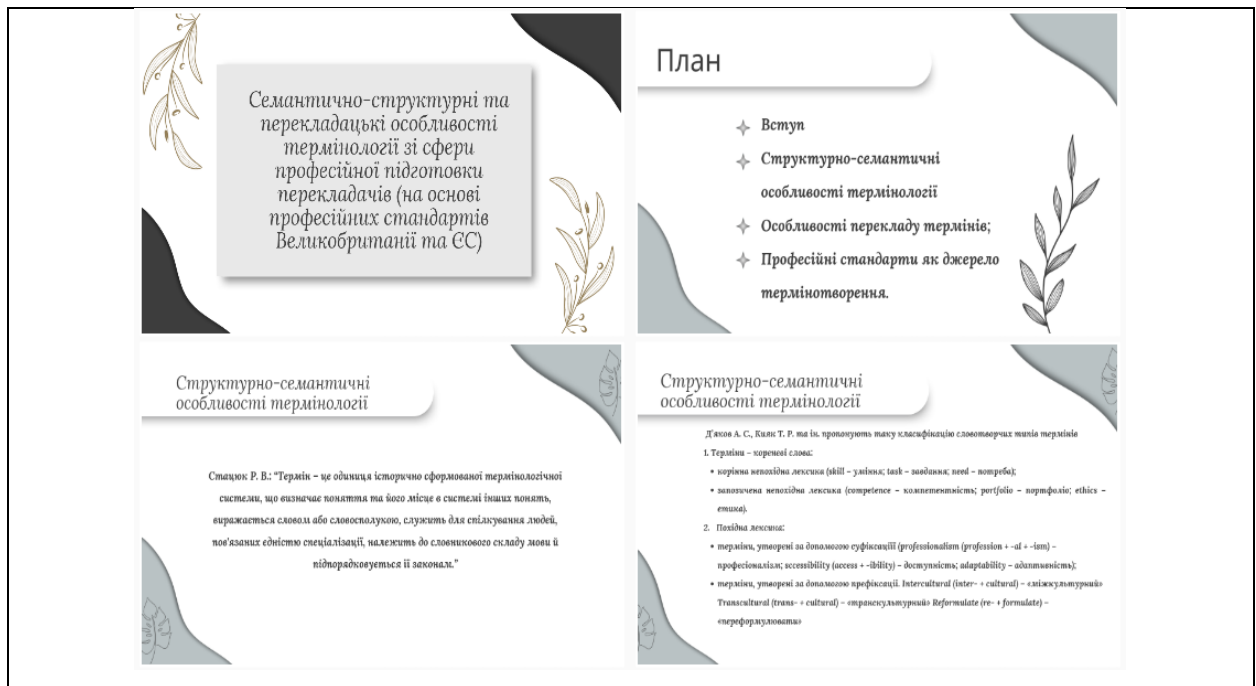 Семантично-структурні та
перекладацькі особливості
термінології зі сфери
професійної підготовки
перекладачів (на основі
професійних стандартів
Великобританії та ЄС)
План
Вступ
Структурно-семантичні
особливості термінології
Особливості перекладу термінів;
Професійні стандарти як джерело
термінотворення.
Структурно-семантичні
особливості термінології
Стацюк Р. В.: “Термін – це одиниця історично сформованої термінологічної
системи, що визначає поняття та його місце в системі інших понять,
виражається словом або словосполукою, служить для спілкування людей,
пов'язаних єдністю спеціалізації, належить до словникового складу мови й
підпорядковується її законам.”
Структурно-семантичні
особливості термінології
Д'яков А. С., Кияк Т. Р. та ін. пропонують таку класифікацію словотворчих типів термінів
1. Терміни – кореневі слова:
• корінна непохідна лексика (skill – уміння; task – завдання; need – потреба);
• запозичена непохідна лексика (competence – компетентність; portfolio – портфоліо; ethics –
етика).
2. Похідна лексика:
• терміни, утворені за допомогою суфіксаціїї (professionalism (profession + -al + -ism) –
професіоналізм; sccessibility (access + -ibility) – доступність; adaptability – адаптивність);
• терміни, утворені за допомогою префіксації. Intercultural (inter- + cultural) – «міжкультурний»
Transcultural (trans- + cultural) – «транскультурний» Reformulate (re- + formulate) –
«переформулювати»